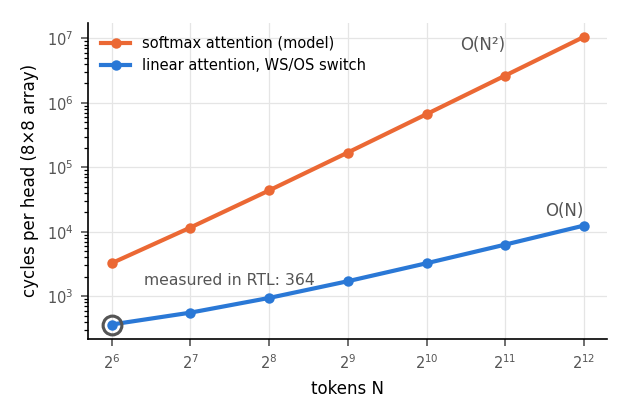 softmax attention (model)
linear attention, WS/OS switch
O(N²)
O(N)
measured in RTL: 364
cycles per head (8×8 array)
10⁷
10⁶
10⁵
10⁴
10³
2⁶ 2⁷ 2⁸ 2⁹ 2¹⁰ 2¹¹ 2¹²
tokens N